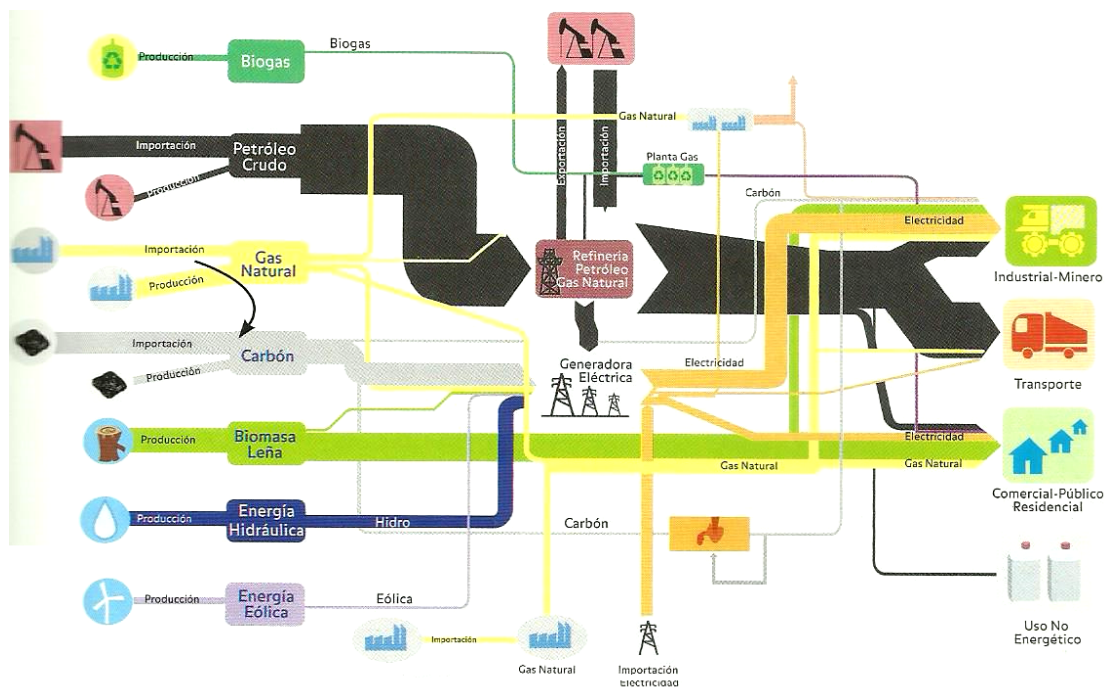 Producción
Biogas
Biogas
Importación
Producción
Petróleo
Crudo
Exportación
Importación
Gas Natural
Planta Gas
Carbón
Electricidad
Industrial-Minero
Importación
Producción
Gas
Natural
Refineria
Petróleo
Gas Natural
Importación
Producción
Carbón
Generadora
Eléctrica
Electricidad
Transporte
Producción
Biomasa
Leña
Electricidad
Gas Natural
Gas Natural
Comercial-Público
Residencial
Producción
Energía
Hidráulica
Hidro
Carbón
Producción
Energía
Eólica
Eólica
Importación
Gas Natural
Importación
Electricidad
Uso No
Energético